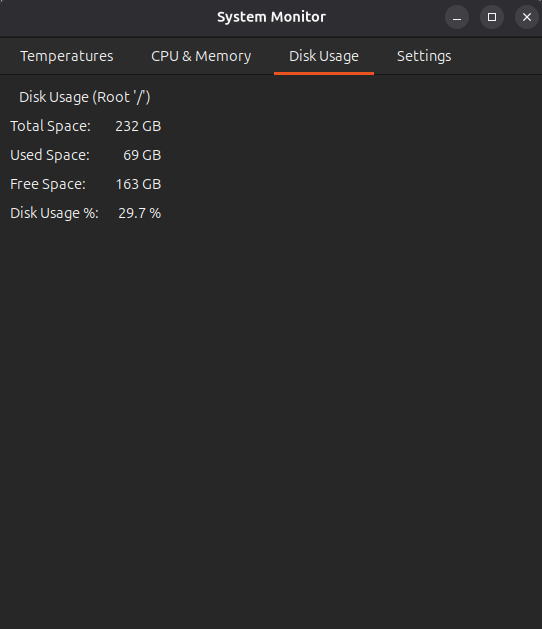 System Monitor
Temperatures CPU & Memory Disk Usage Settings
Disk Usage (Root '/')
Total Space: 232 GB
Used Space: 69 GB
Free Space: 163 GB
Disk Usage %: 29.7 %